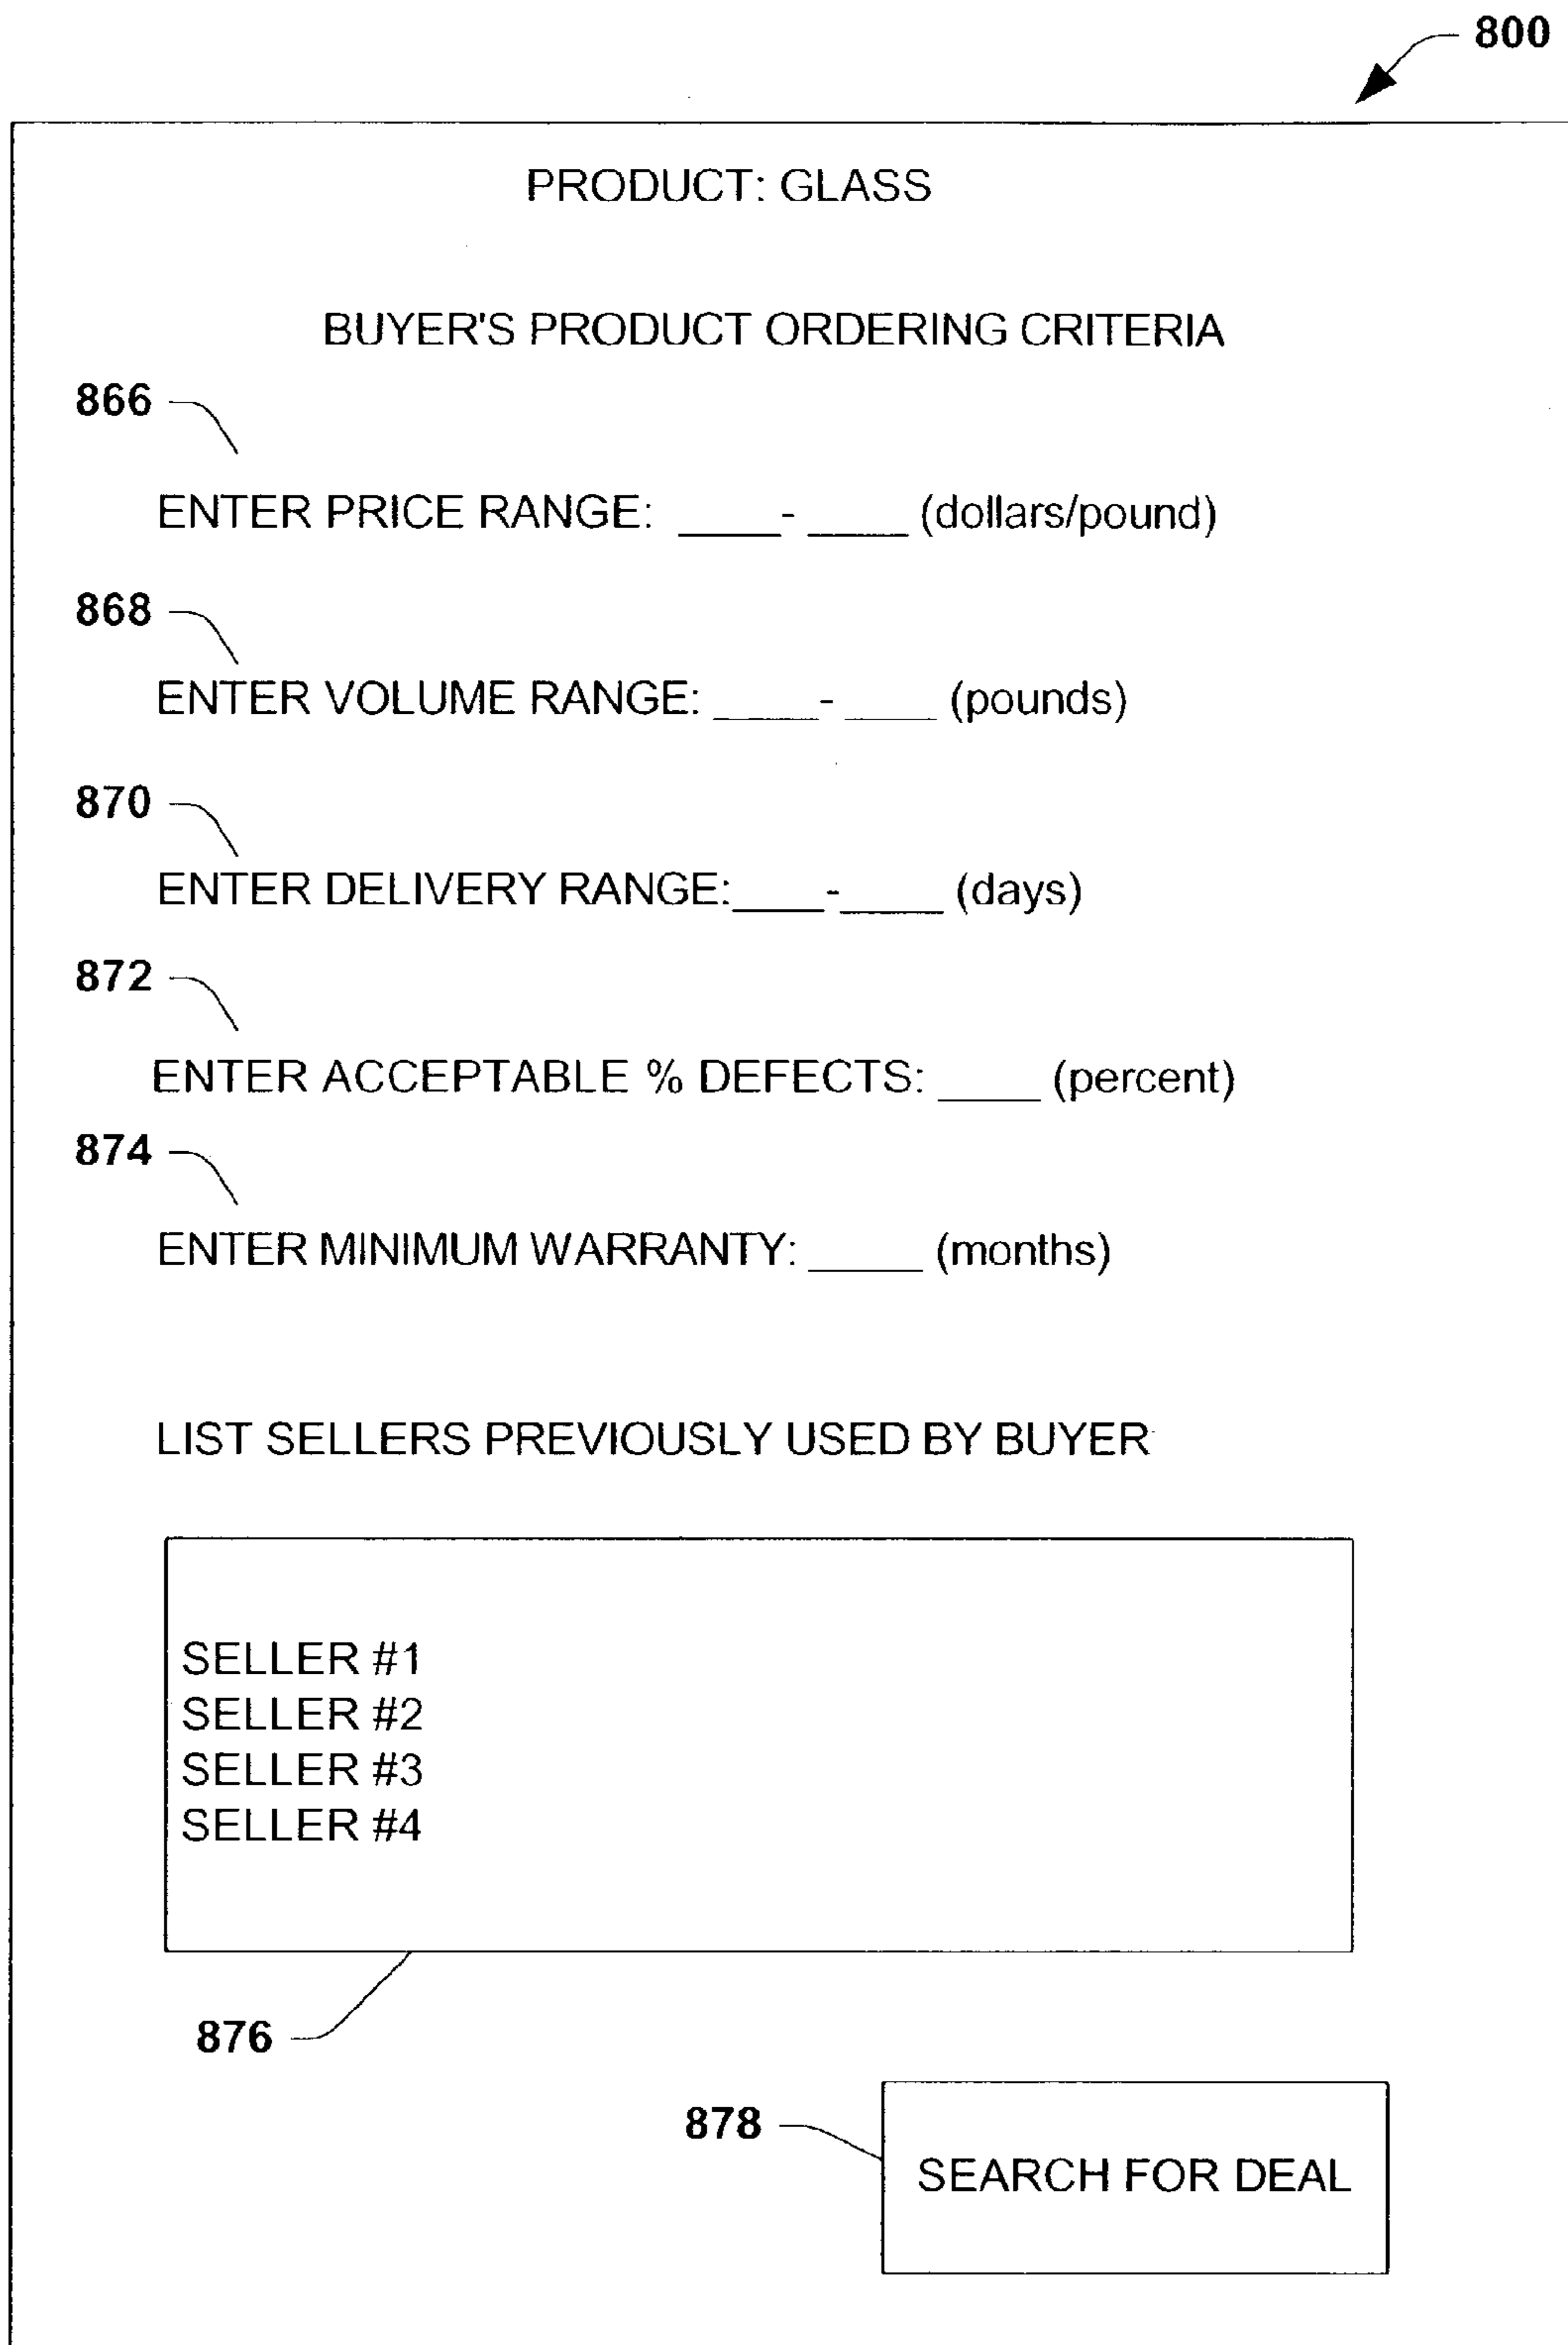 800
PRODUCT: GLASS
BUYER'S PRODUCT ORDERING CRITERIA
866
ENTER PRICE RANGE: ____- ____ (dollars/pound)
868
ENTER VOLUME RANGE: ____- ____ (pounds)
870
ENTER DELIVERY RANGE:____-____ (days)
872
ENTER ACCEPTABLE % DEFECTS: ____ (percent)
874
ENTER MINIMUM WARRANTY: ____ (months)
LIST SELLERS PREVIOUSLY USED BY BUYER
SELLER #1
SELLER #2
SELLER #3
SELLER #4
876
878
SEARCH FOR DEAL